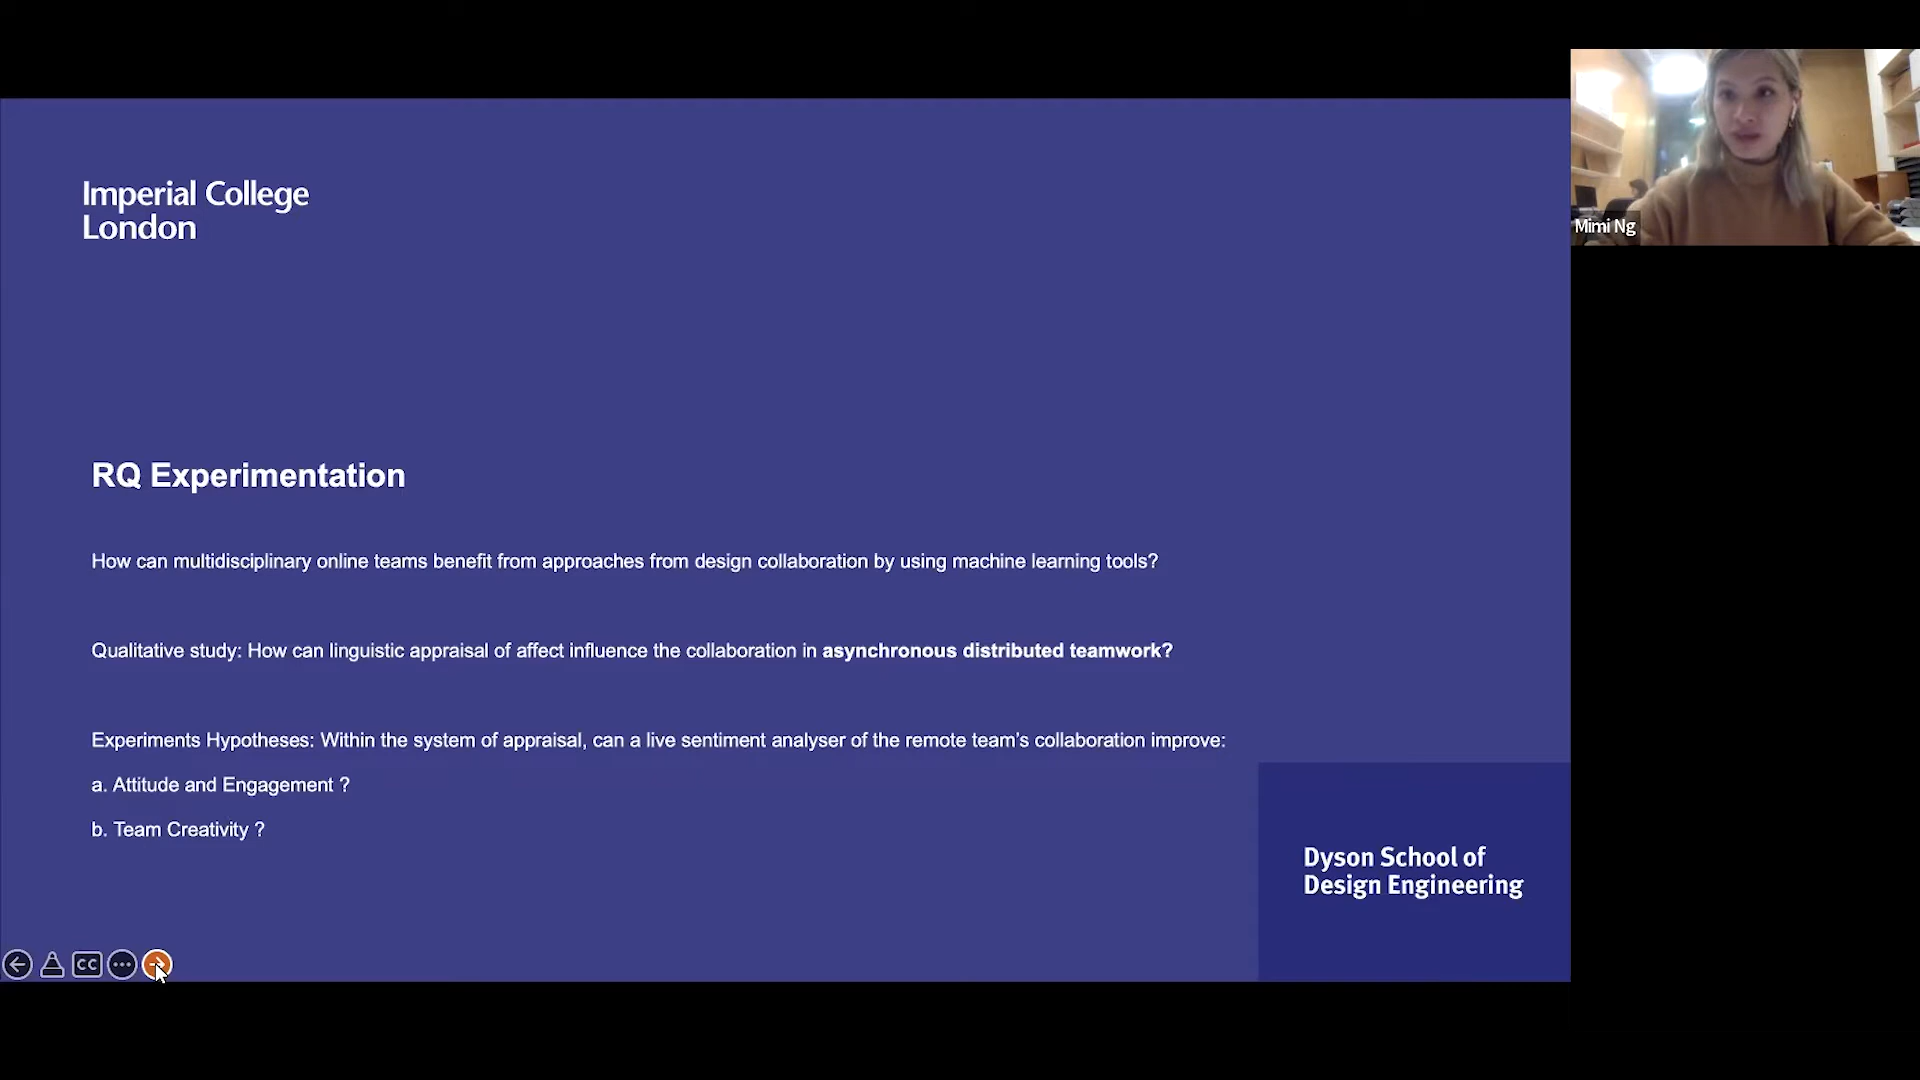 Imperial College
London
RQ Experimentation
How can multidisciplinary online teams benefit from approaches from design collaboration by using machine learning tools?
Qualitative study: How can linguistic appraisal of affect influence the collaboration in asynchronous distributed teamwork?
Experiments Hypotheses: Within the system of appraisal, can a live sentiment analyser of the remote team's collaboration improve:
a. Attitude and Engagement ?
b. Team Creativity ?
Dyson School of
Design Engineering
CC
Mimi Ng